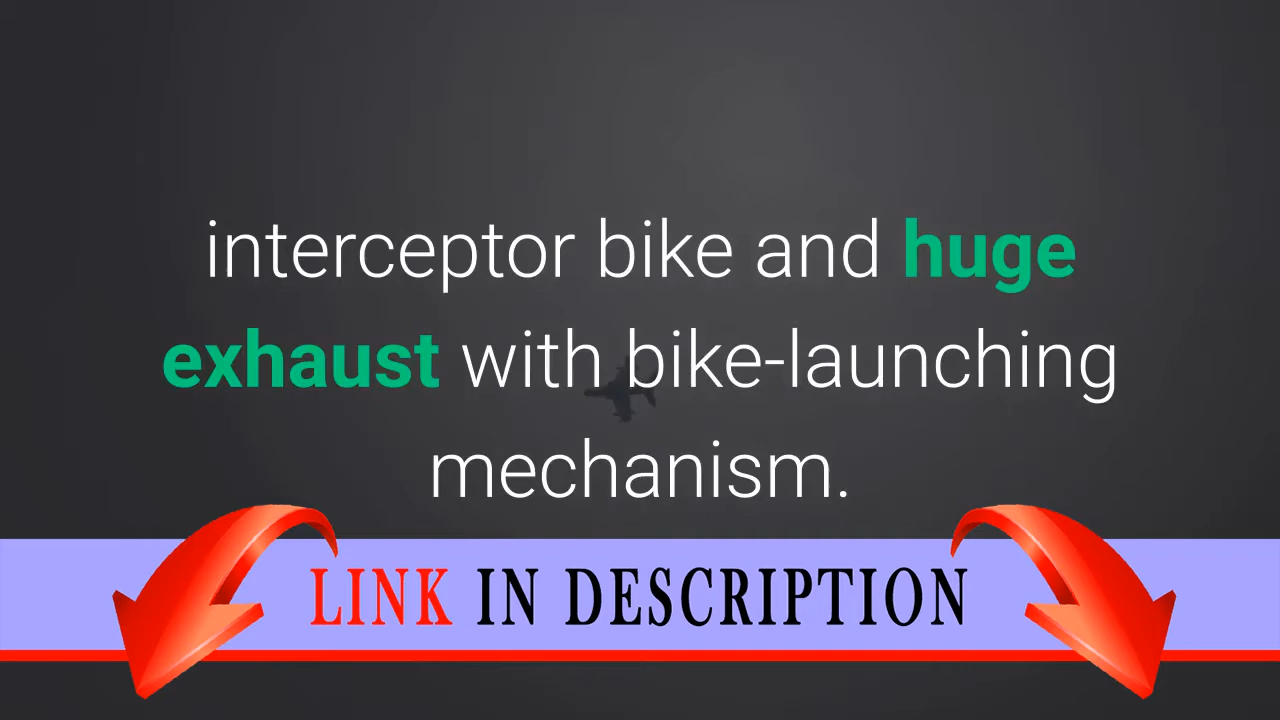 interceptor bike and huge
exhaust with bike-launching
mechanism.
LINK IN DESCRIPTION